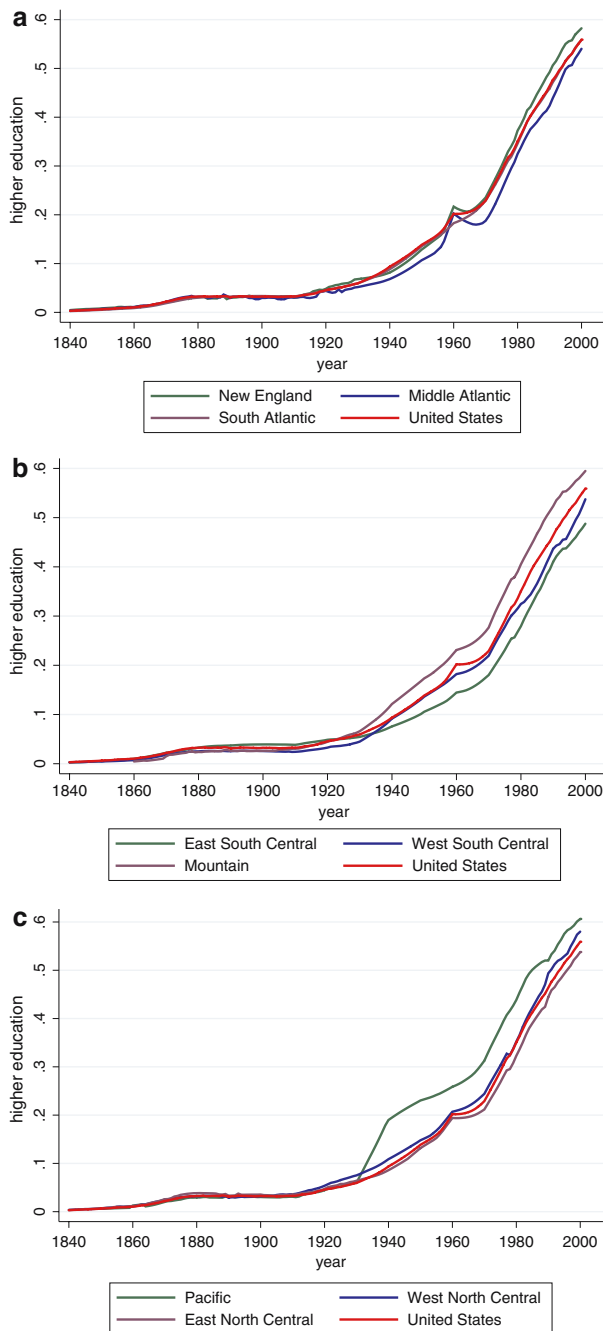 a
.6
.5
.4
.3
.2
.1
0
higher education
1840 1860 1880 1900 1920 1940 1960 1980 2000
year
New England Middle Atlantic
South Atlantic United States
b
.6
.5
.4
.3
.2
.1
0
higher education
1840 1860 1880 1900 1920 1940 1960 1980 2000
year
East South Central West South Central
Mountain United States
c
.6
.5
.4
.3
.2
.1
0
higher education
1840 1860 1880 1900 1920 1940 1960 1980 2000
year
Pacific West North Central
East North Central United States